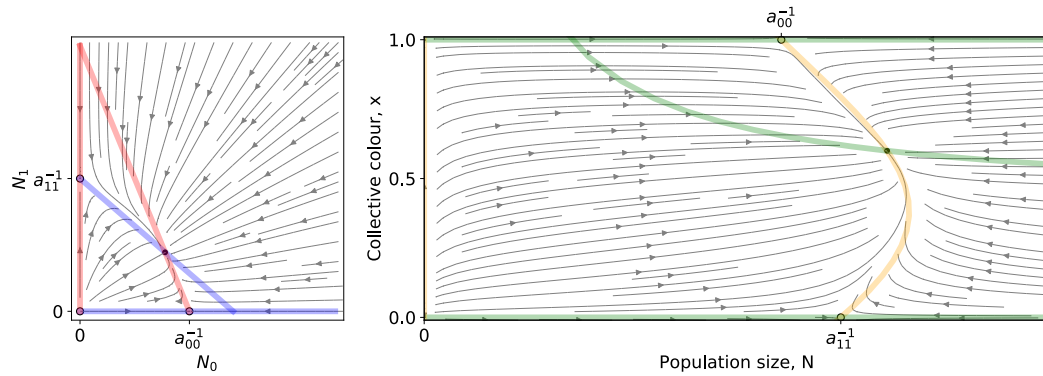 N₁
a₁₁⁻¹
0
0
a₀₀⁻¹
N₀
a₀₀⁻¹
Collective colour, x
1.0
0.5
0.0
0
a₁₁⁻¹
Population size, N